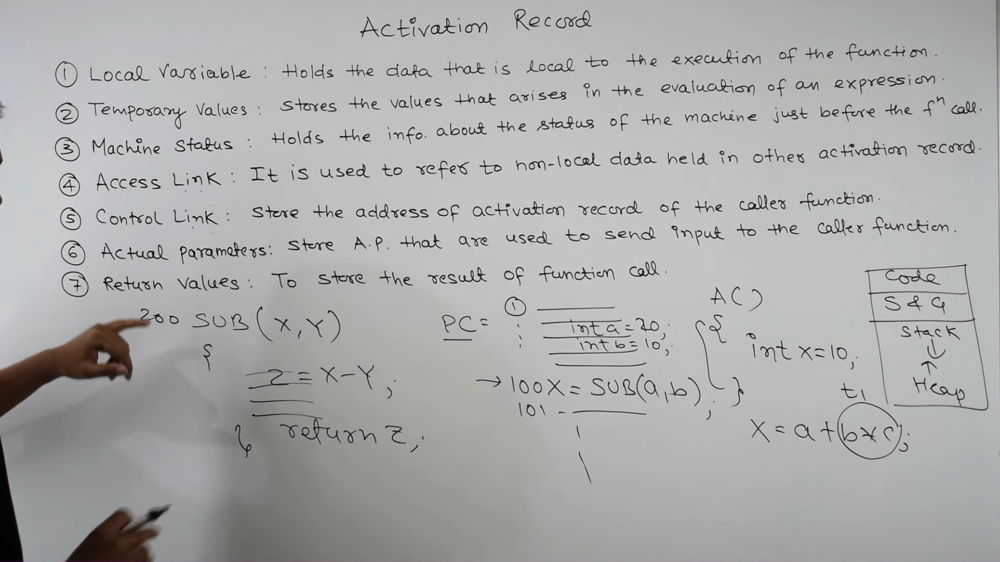 Activation Record
① Local Variable : Holds the data that is local to the execution of the function.
② Temporary Values : Stores the values that arises in the evaluation of an expression.
③ Machine Status : Holds the info. about the status of the machine just before the fⁿ call.
④ Access Link : It is used to refer to non-local data held in other activation record.
⑤ Control Link : Store the address of activation record of the caller function.
⑥ Actual parameters : Store A.P. that are used to send input to the caller function.
⑦ Return Values : To store the result of function call.
200 SUB(X,Y)
{
Z = X-Y;
return Z;
}
PC =
①
int a = 20;
int b = 10;
→ 100 X = SUB(a,b);
101 -
A()
{
int x=10;
}
t1
X = a + (b*c);
Code
S & G
Stack
↓
↑
Heap